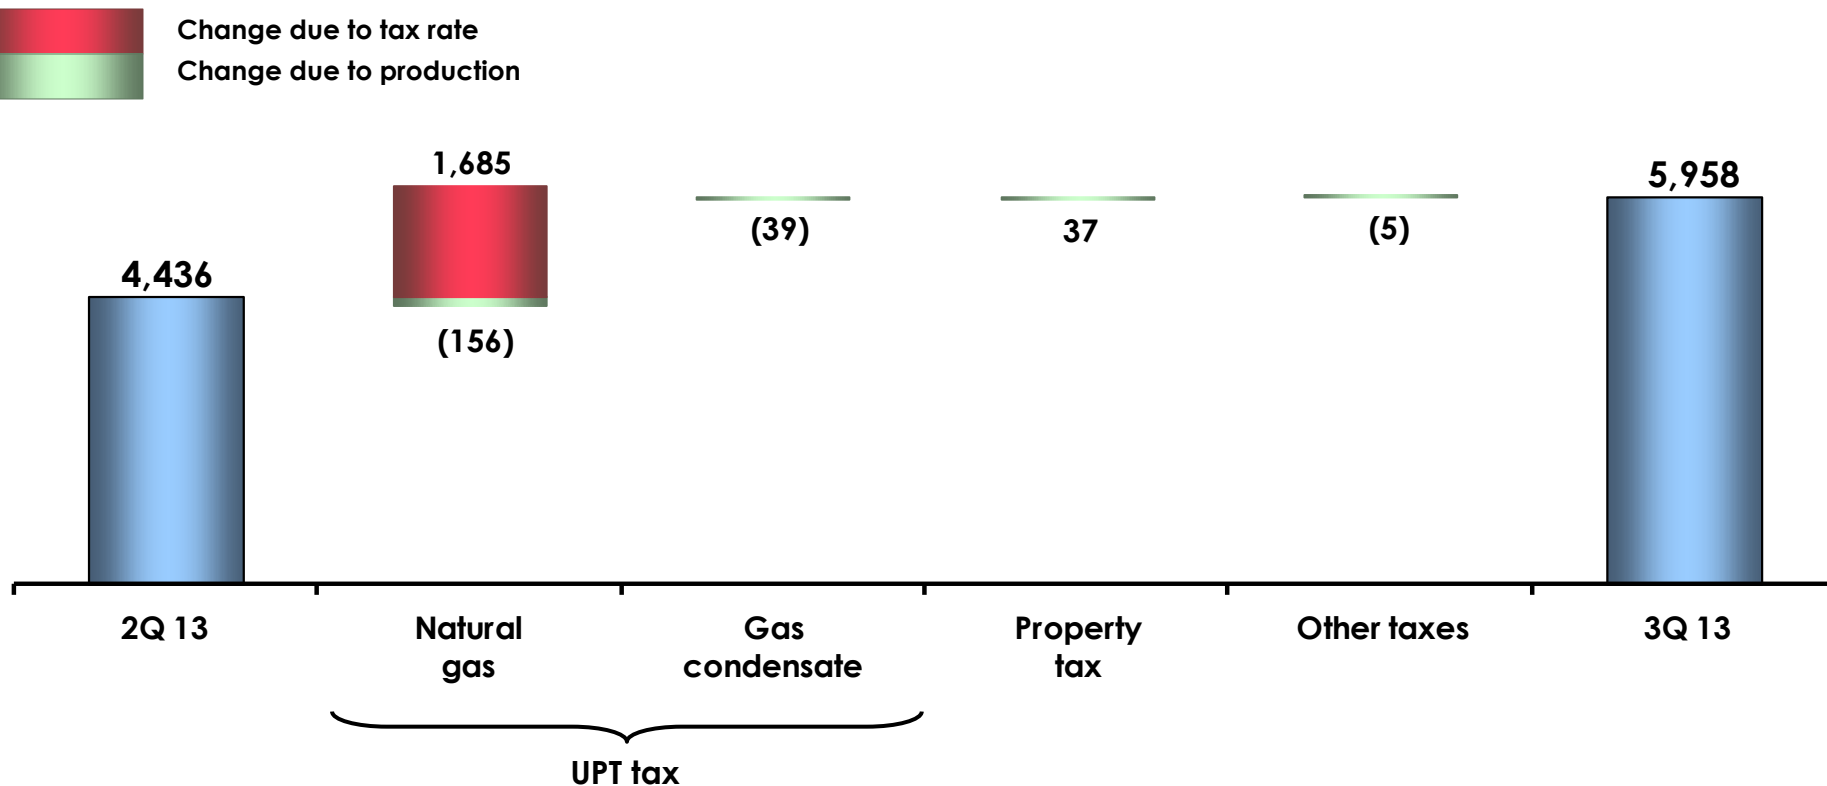 Change due to tax rate
Change due to production
1,685
5,958
(39)
37
(5)
4,436
(156)
2Q 13
Natural
gas
Gas
condensate
Property
tax
Other taxes
3Q 13
UPT tax